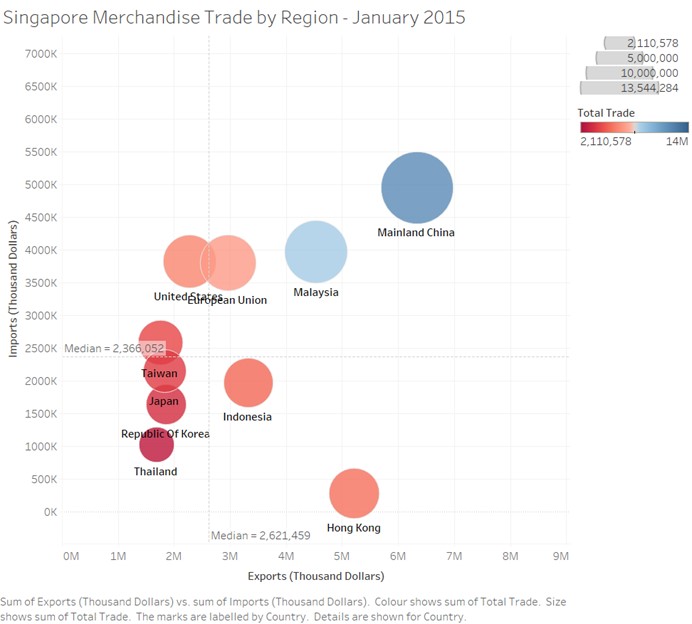 Singapore Merchandise Trade by Region - January 2015
2,110,578
5,000,000
10,000,000
13,544,284
Total Trade
2,110,578 14M
Imports (Thousand Dollars)
7000K
6500K
6000K
5500K
5000K
4500K
4000K
3500K
3000K
2500K
2000K
1500K
1000K
500K
0K
Mainland China
Malaysia
United States
European Union
Median = 2,366,052
Taiwan
Japan
Republic Of Korea
Thailand
Indonesia
Hong Kong
Median = 2,621,459
0M 1M 2M 3M 4M 5M 6M 7M 8M 9M
Exports (Thousand Dollars)
Sum of Exports (Thousand Dollars) vs. sum of Imports (Thousand Dollars).  Colour shows sum of Total Trade.  Size
shows sum of Total Trade.  The marks are labelled by Country.  Details are shown for Country.